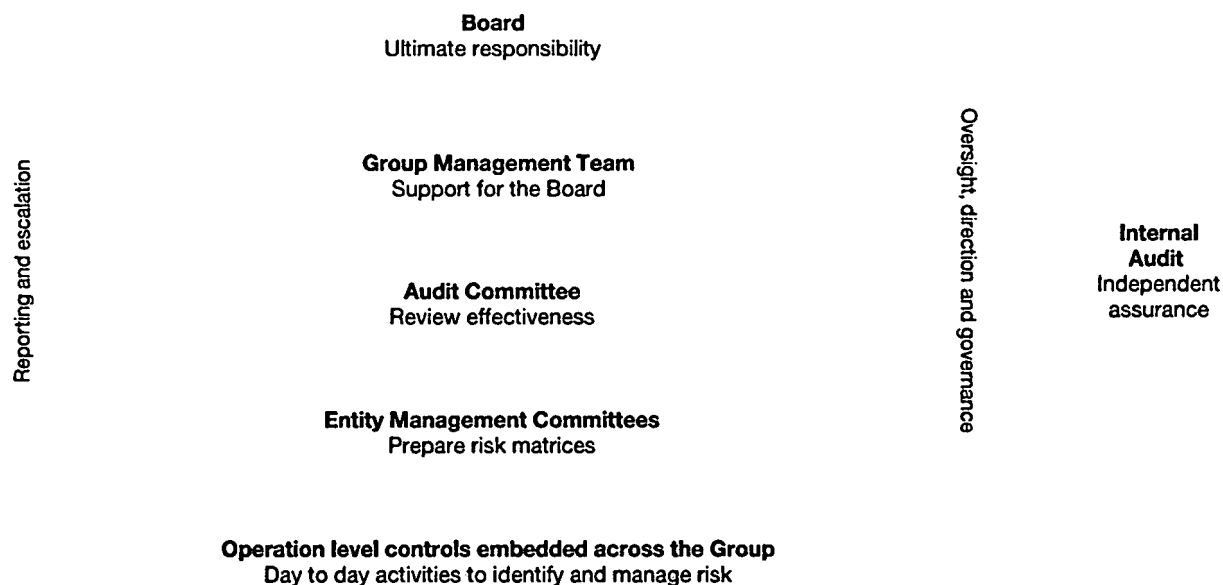 Board
Ultimate responsibility
Reporting and escalation
Group Management Team
Support for the Board
Audit Committee
Review effectiveness
Entity Management Committees
Prepare risk matrices
Operation level controls embedded across the Group
Day to day activities to identify and manage risk
Oversight, direction and governance
Internal
Audit
Independent
assurance